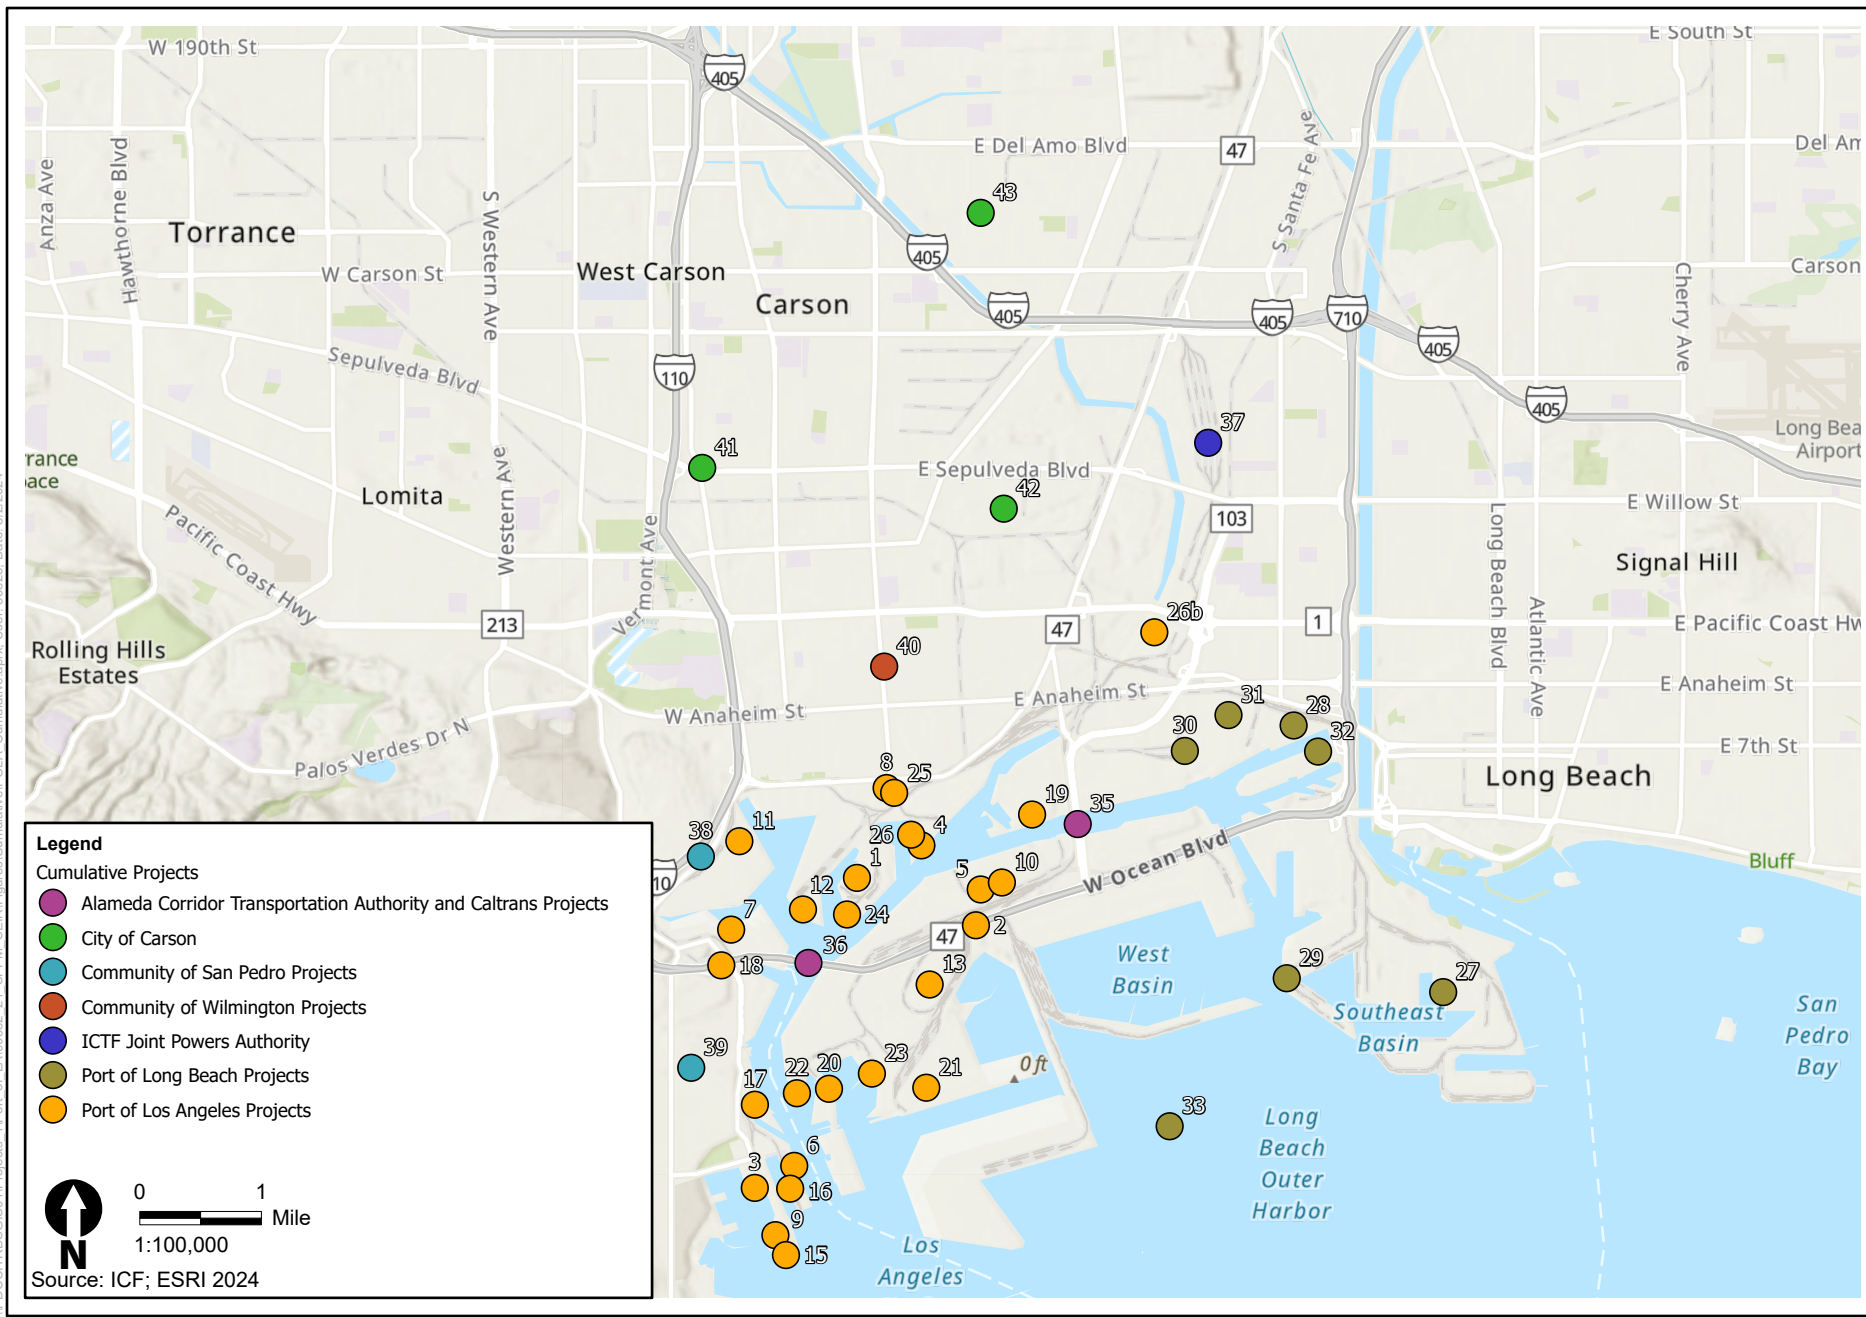 W 190th St
E South St
405
E Del Amo Blvd
47
Del Am
Anza Ave
Hawthorne Blvd
S Western Ave
S Santa Fe Ave
43
Torrance
W Carson St
West Carson
Carson
405
405
405
710
405
Carson
Cherry Ave
Sepulveda Blvd
110
405
37
Long Bea
Airport
41
E Sepulveda Blvd
42
rrance
pace
Lomita
Western Ave
Vermont Ave
Pacific Coast Hwy
103
E Willow St
Long Beach Blvd
Signal Hill
Atlantic Ave
213
26b
47
1
E Pacific Coast Hw
Rolling Hills
Estates
40
E Anaheim St
E Anaheim St
W Anaheim St
Palos Verdes Dr N
31
28
30
32
E 7th St
Long Beach
8
25
19
35
11
38
26
4
W Ocean Blvd
Bluff
10
1
5
10
12
24
7
2
47
36
18
13
West
Basin
29
27
Southeast
Basin
San
Pedro
Bay
39
17
22
20
23
21
0 ft
33
Long
Beach
Outer
Harbor
6
3
16
9
15
Los
Angeles
Legend
Cumulative Projects
Alameda Corridor Transportation Authority and Caltrans Projects
City of Carson
Community of San Pedro Projects
Community of Wilmington Projects
ICTF Joint Powers Authority
Port of Long Beach Projects
Port of Los Angeles Projects
0 1
Mile
1:100,000
N
Source: ICF; ESRI 2024